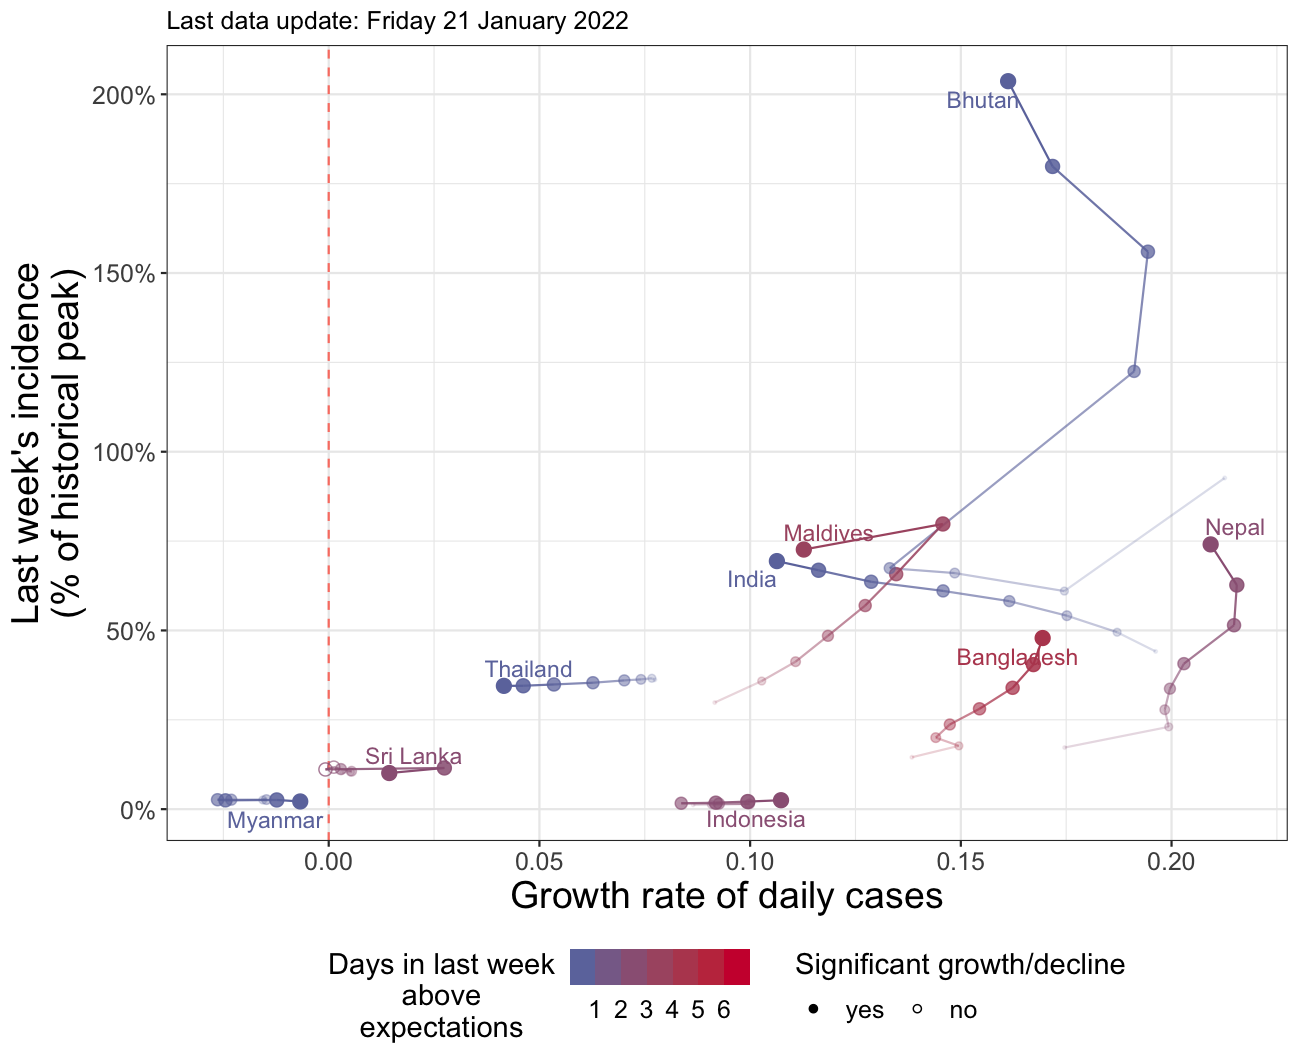 Last data update: Friday 21 January 2022
Last week's incidence
(% of historical peak)
200%
150%
100%
50%
0%
Bhutan
Maldives
India
Nepal
Bangladesh
Thailand
Sri Lanka
Myanmar
Indonesia
0.00 0.05 0.10 0.15 0.20
Growth rate of daily cases
Days in last week
above
expectations
1 2 3 4 5 6
Significant growth/decline
yes no